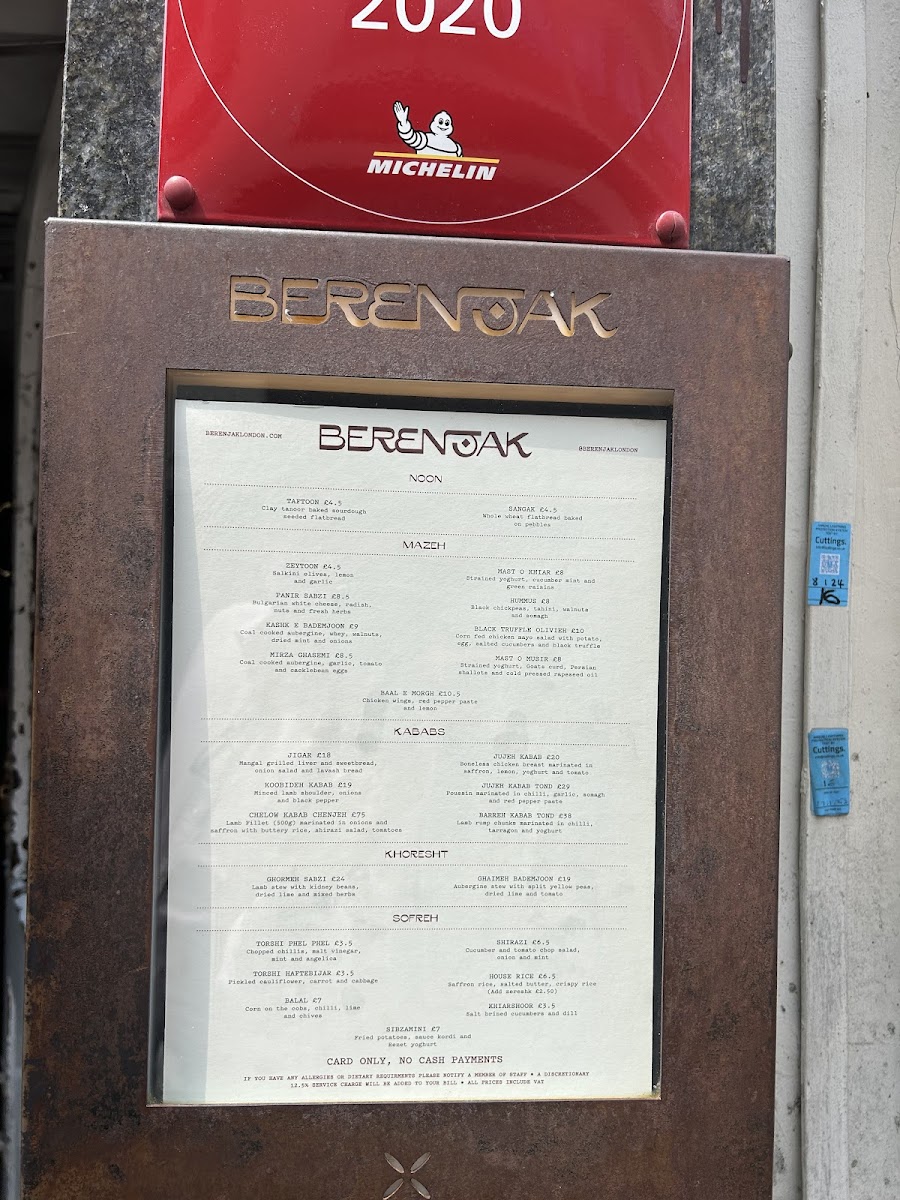 2020
MICHELIN
BERENJAK
BERENJAKLONDON.COM
BERENJAK
@BERENJAKLONDON
NOON
TAFTOON £4.5
Clay tanoor baked sourdough
seeded flatbread
SANGAK £4.5
Whole wheat flatbread baked
on pebbles
MAZEH
ZEYTOON £4.5
Salkini olives, lemon
and garlic
MAST O KHIAR £8
Strained yoghurt, cucumber mint and
green raisins
PANIR SABZI £8.5
Bulgarian white cheese, radish,
nuts and fresh herbs
HUMMUS £8
Black chickpeas, tahini, walnuts
and somagh
KASHK E BADEMJOON £9
Coal cooked aubergine, whey, walnuts,
dried mint and onions
BLACK TRUFFLE OLIVIEH £10
Corn fed chicken mayo salad with potato,
egg, salted cucumbers and black truffle
MIRZA GHASEMI £8.5
Coal cooked aubergine, garlic, tomato
and cacklebean eggs
MAST O MUSIR £8
Strained yoghurt, Goats curd, Persian
shallots and cold pressed rapeseed oil
BAAL E MORGH £10.5
Chicken wings, red pepper paste
and lemon
KABABS
JIGAR £18
Mangal grilled liver and sweetbread,
onion salad and lavash bread
JUJEH KABAB £20
Boneless chicken breast marinated in
saffron, lemon, yoghurt and tomato
KOOBIDEH KABAB £19
Minced lamb shoulder, onions
and black pepper
JUJEH KABAB TOND £29
Poussin marinated in chilli, garlic, somagh
and red pepper paste
CHELOW KABAB CHENJEH £75
Lamb Fillet (500g) marinated in onions and
saffron with buttery rice, shirazi salad, tomatoes
BARREH KABAB TOND £38
Lamb rump chunks marinated in chilli,
tarragon and yoghurt
KHORESHT
GHORMEH SABZI £24
Lamb stew with kidney beans,
dried lime and mixed herbs
GHAIMEH BADEMJOON £19
Aubergine stew with split yellow peas,
dried lime and tomato
SOFREH
TORSHI PHEL PHEL £3.5
Chopped chillis, malt vinegar,
mint and angelica
SHIRAZI £6.5
Cucumber and tomato chop salad,
onion and mint
TORSHI HAFTEBIJAR £3.5
Pickled cauliflower, carrot and cabbage
HOUSE RICE £6.5
Saffron rice, salted butter, crispy rice
(Add zereshk £2.50)
BALAL £7
Corn on the cobs, chilli, lime
and chives
KHIARSHOOR £3.5
Salt brined cucumbers and dill
SIBZAMINI £7
Fried potatoes, sauce kordi and
Reset yoghurt
CARD ONLY, NO CASH PAYMENTS
IF YOU HAVE ANY ALLERGIES OR DIETARY REQUIRMENTS PLEASE NOTIFY A MEMBER OF STAFF ♦ A DISCRETIONARY
12.5% SERVICE CHARGE WILL BE ADDED TO YOUR BILL ♦ ALL PRICES INCLUDE VAT
Cuttings.
8 1 24
16
Cuttings.